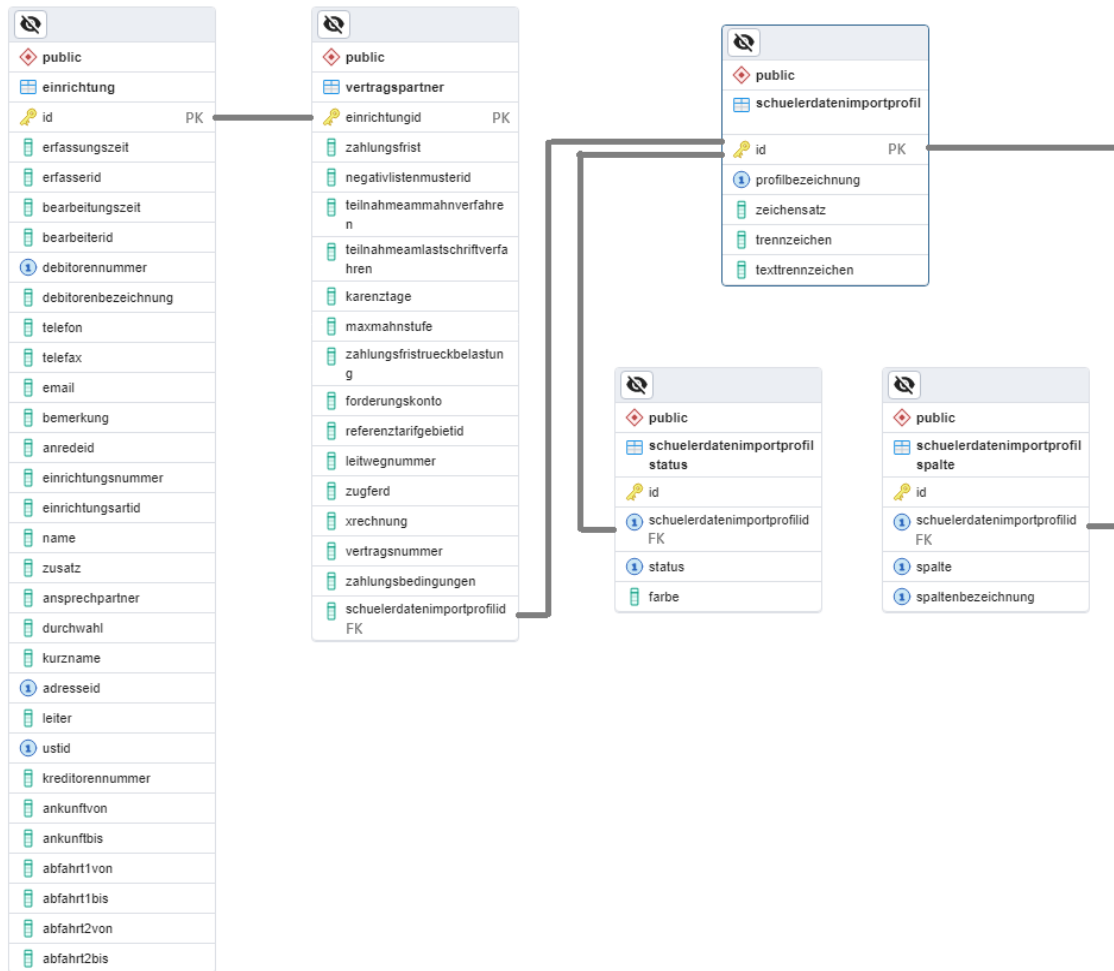 public
einrichtung
id PK
erfassungszeit
erfasserid
bearbeitungszeit
bearbeiterid
debitorennummer
debitorenbezeichnung
telefon
telefax
email
bemerkung
anredeid
einrichtungsnummer
einrichtungsartid
name
zusatz
ansprechpartner
durchwahl
kurzname
adresseid
leiter
ustid
kreditorennummer
ankunftvon
ankunftbis
abfahrt1von
abfahrt1bis
abfahrt2von
abfahrt2bis
public
vertragspartner
einrichtungid PK
zahlungsfrist
negativlistenmusterid
teilnahmeammahnverfahre
n
teilnahmeamlastschriftverfa
hren
karenztage
maxmahnstufe
zahlungsfristrueckbelastun
g
forderungskonto
referenztarifgebietid
leitwegnummer
zugferd
xrechnung
vertragsnummer
zahlungsbedingungen
schuelerdatenimportprofilid
FK
public
schuelerdatenimportprofil
id PK
profilbezeichnung
zeichensatz
trennzeichen
texttrennzeichen
public
schuelerdatenimportprofil
status
id
schuelerdatenimportprofilid
FK
status
farbe
public
schuelerdatenimportprofil
spalte
id
schuelerdatenimportprofilid
FK
spalte
spaltenbezeichnung